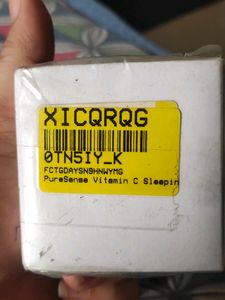 XICQRQG
0TN5IY_K
FCTGDAYSN9HNWYMG
PureSense Vitamin C Sleepin